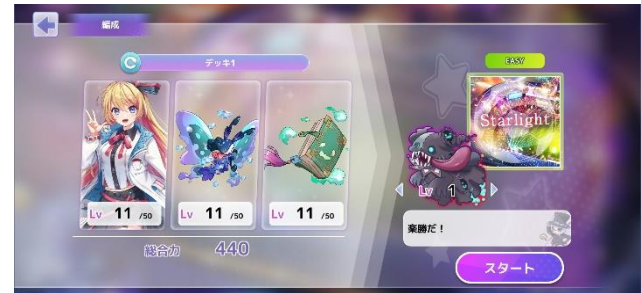 編成
デッキ1
Lv 11 /50
Lv 11 /50
Lv 11 /50
総合力 440
EASY
Starlight
Lv 1
楽勝だ！
スタート